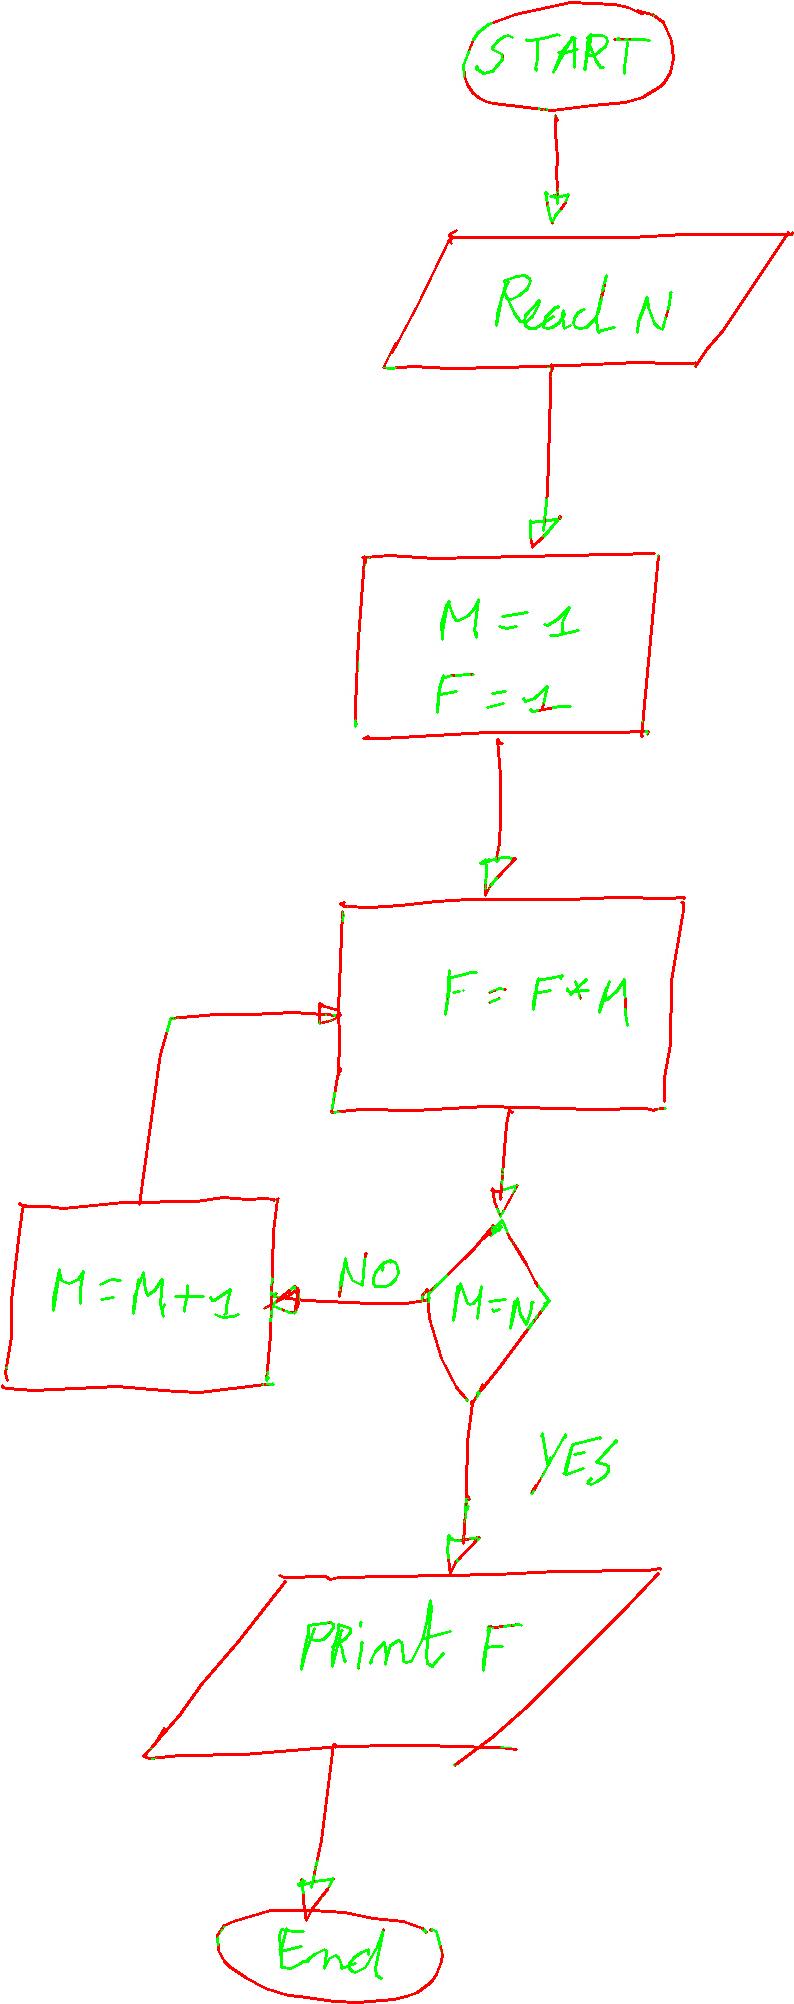 START
Read N
M = 1
F = 1
F = F * M
M = N
NO
M = M + 1
YES
PRint F
End